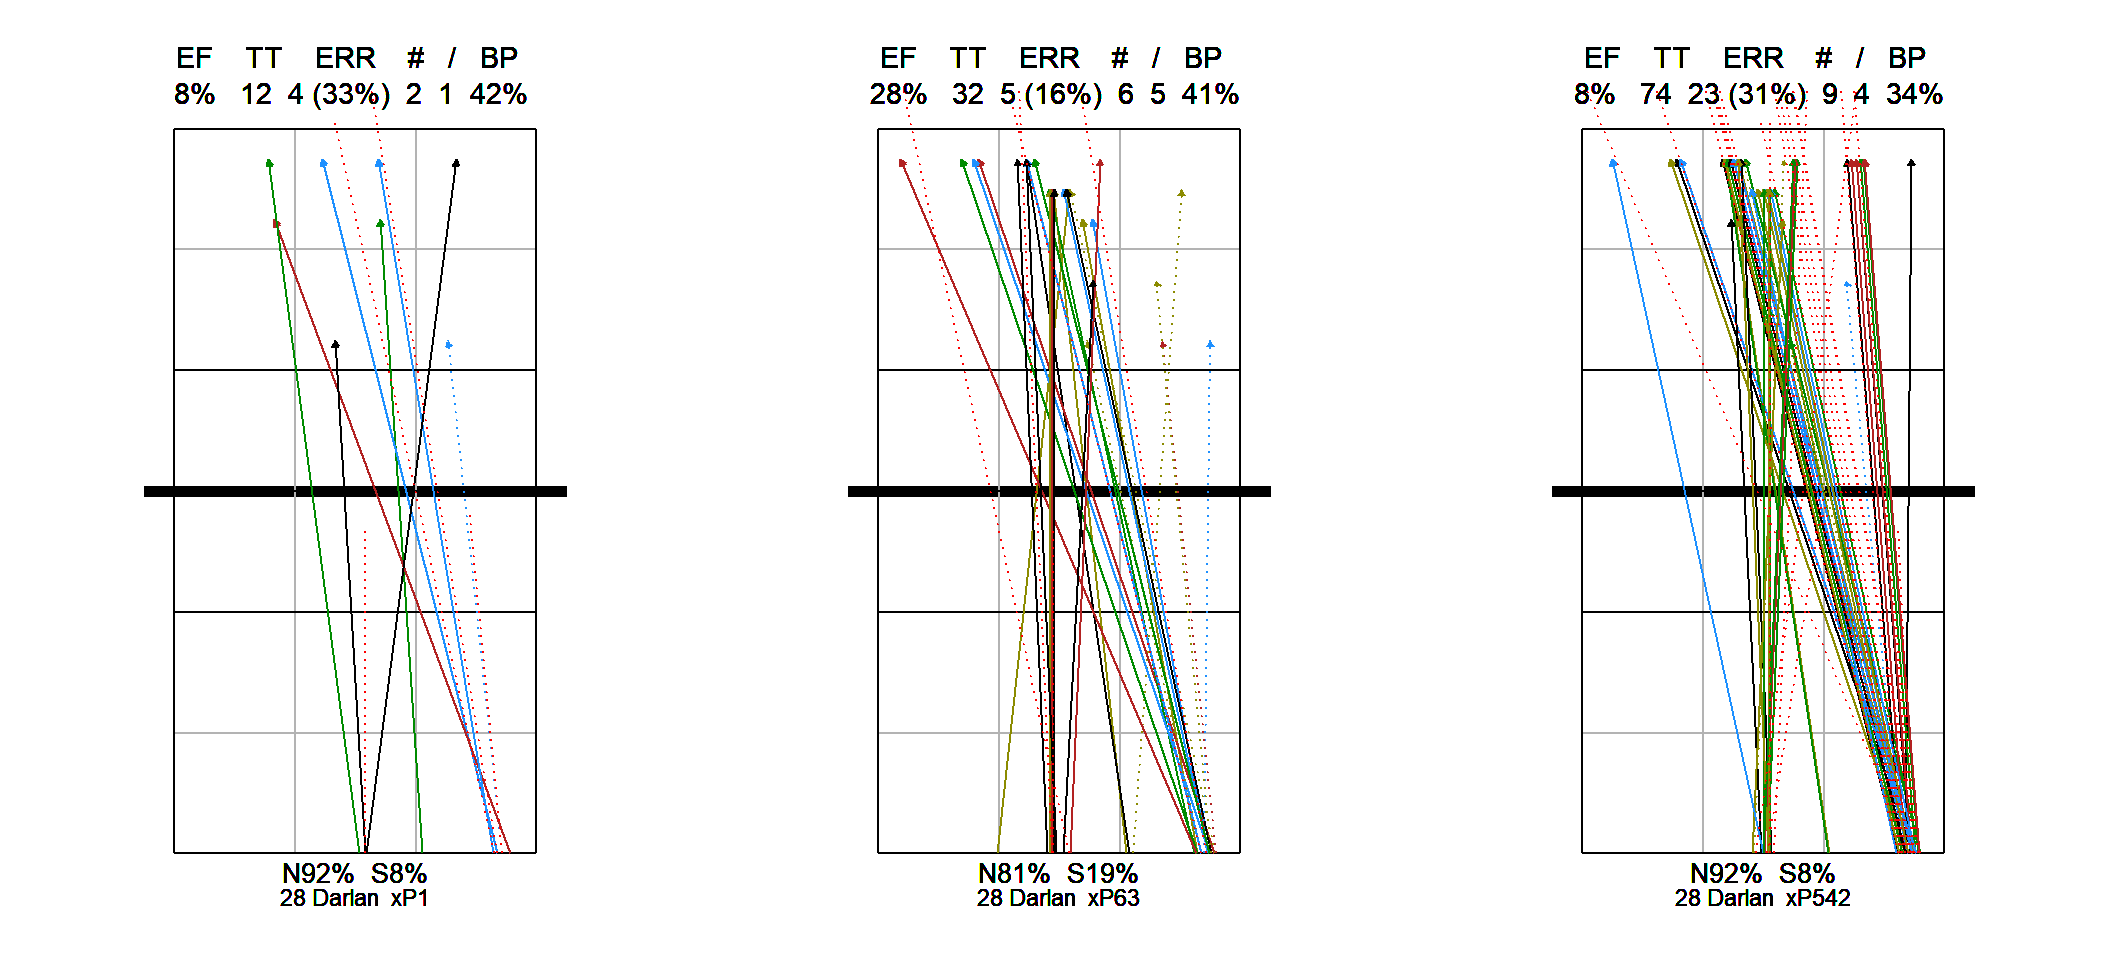 EF TT ERR # / BP
8% 12 4 (33%) 2 1 42%
N92% S8%
28 Darlan xP1
EF TT ERR # / BP
28% 32 5 (16%) 6 5 41%
N81% S19%
28 Darlan xP63
EF TT ERR # / BP
8% 74 23 (31%) 9 4 34%
N92% S8%
28 Darlan xP542